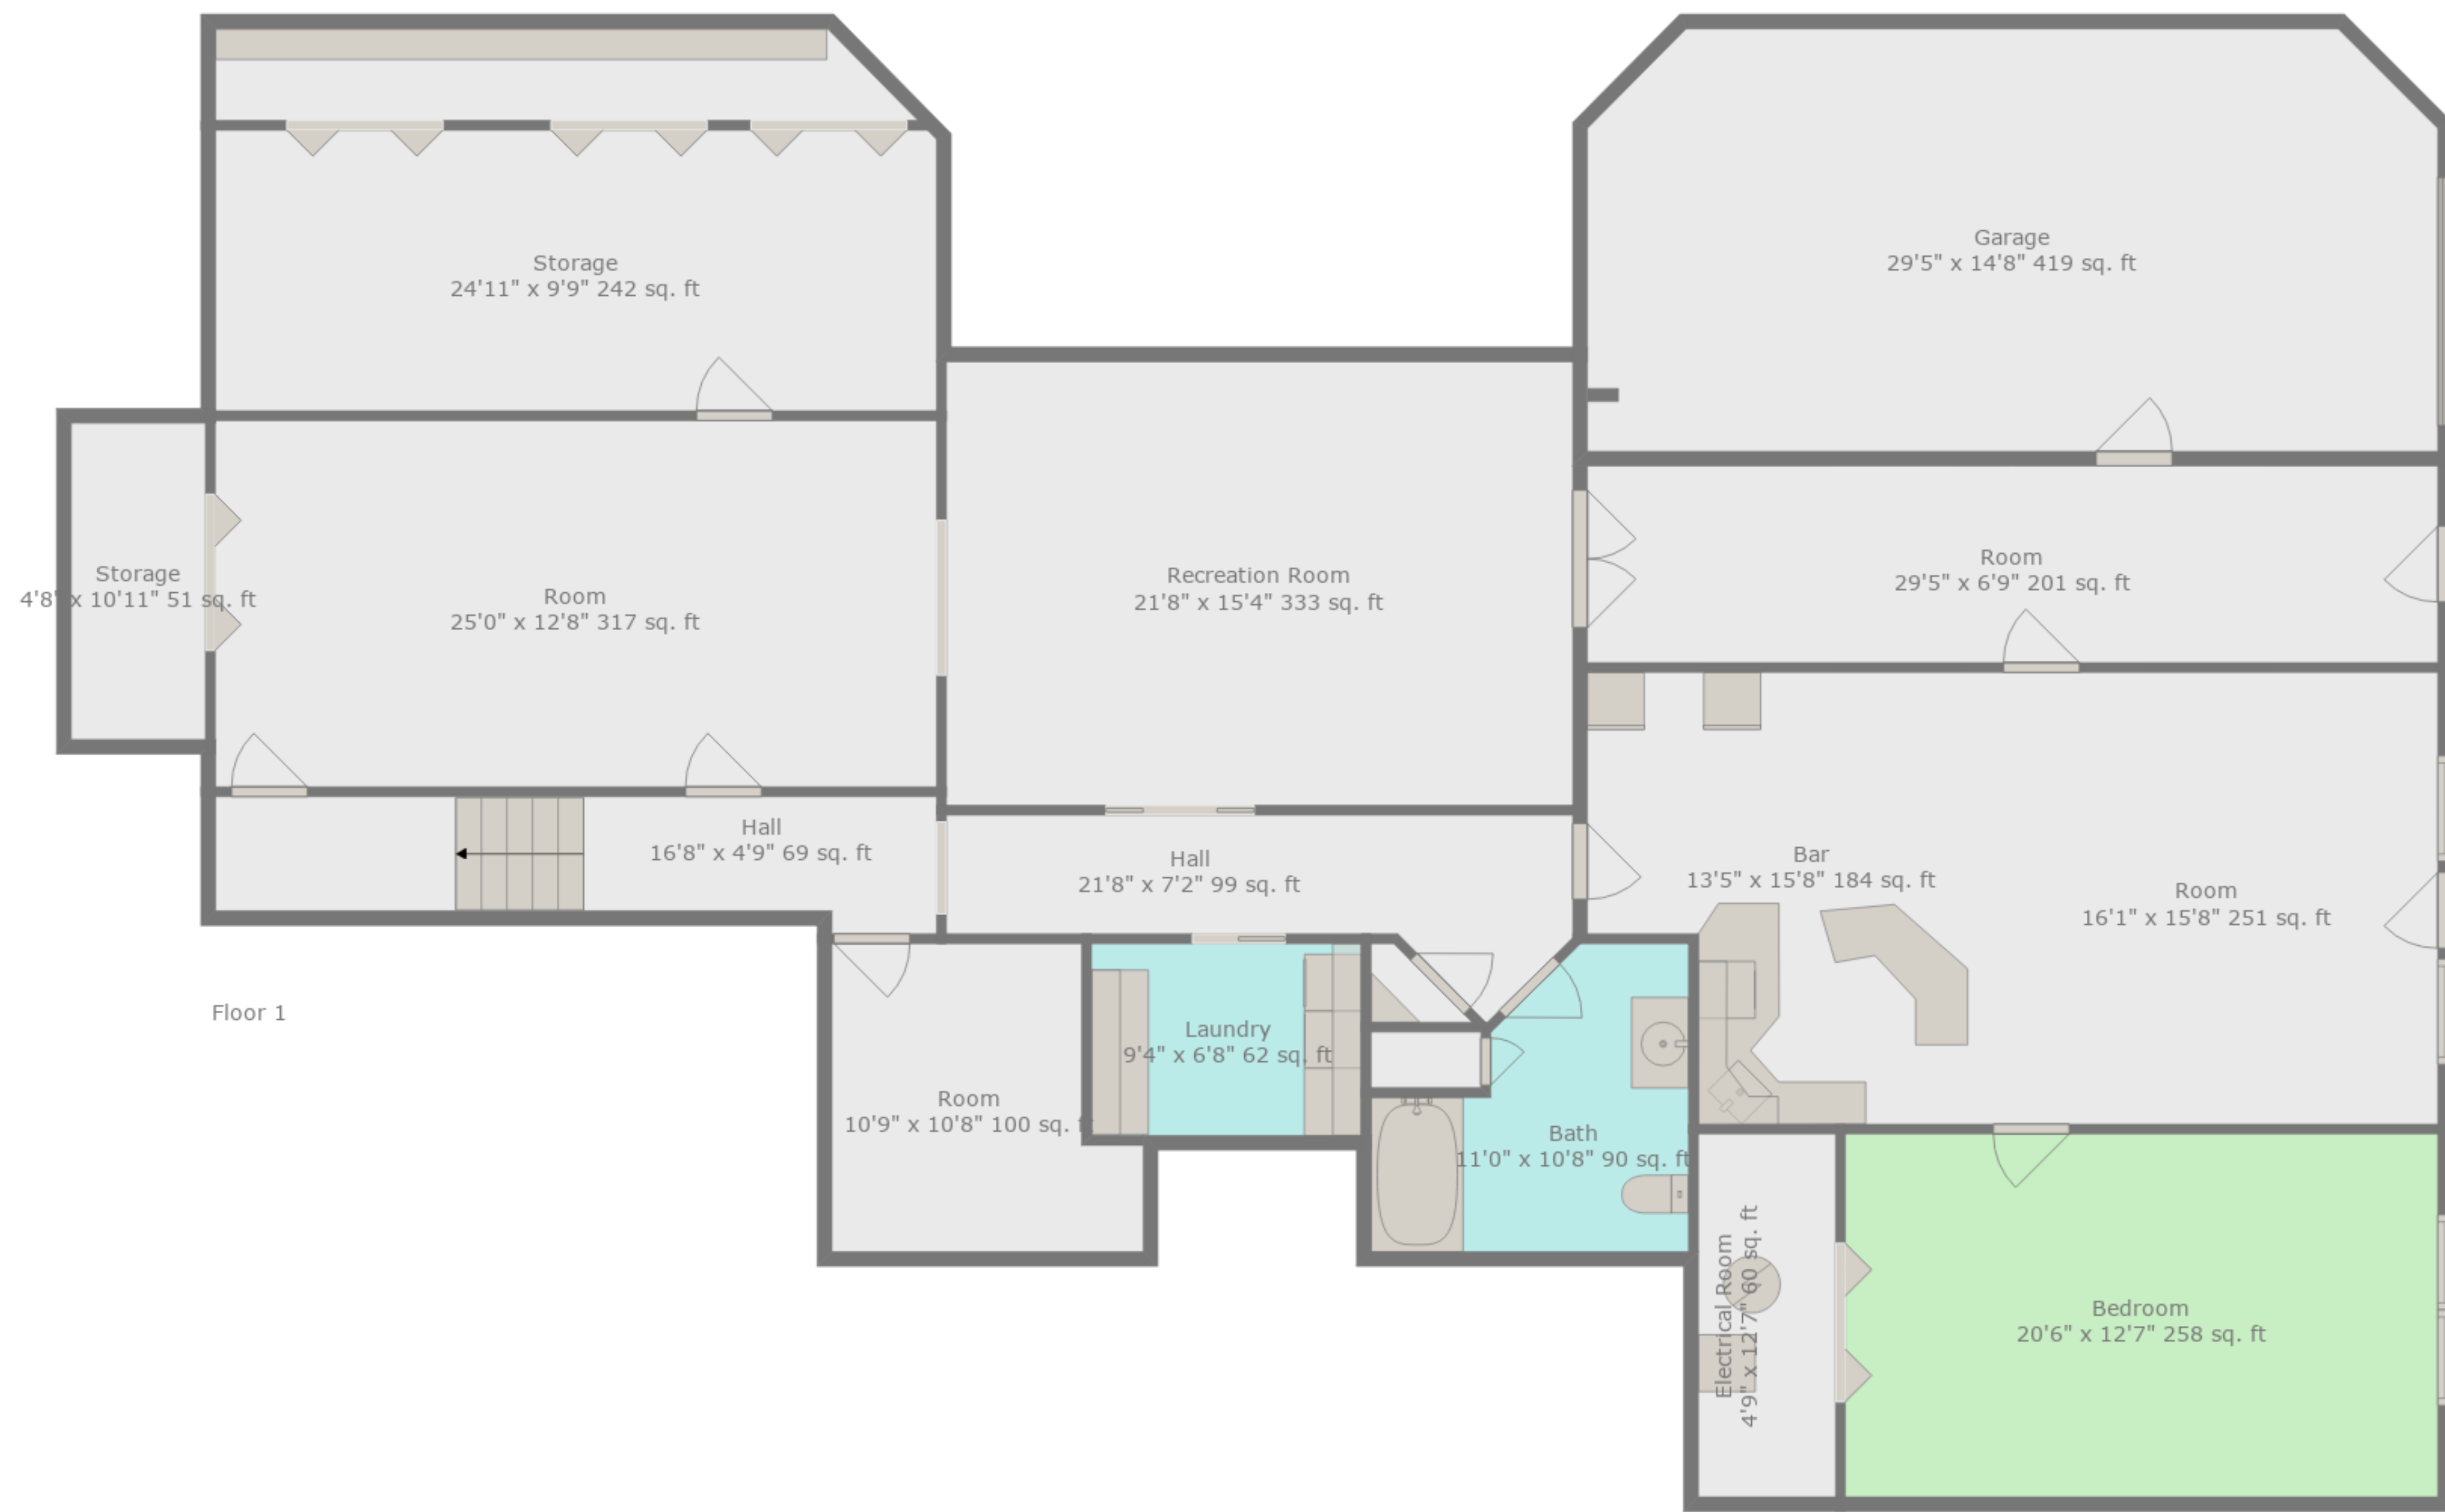 Garage
29'5" x 14'8" 419 sq. ft
Storage
24'11" x 9'9" 242 sq. ft
Room
29'5" x 6'9" 201 sq. ft
Storage
4'8" x 10'11" 51 sq. ft
Room
25'0" x 12'8" 317 sq. ft
Recreation Room
21'8" x 15'4" 333 sq. ft
Hall
16'8" x 4'9" 69 sq. ft
Hall
21'8" x 7'2" 99 sq. ft
Bar
13'5" x 15'8" 184 sq. ft
Room
16'1" x 15'8" 251 sq. ft
Floor 1
Laundry
9'4" x 6'8" 62 sq. ft
Room
10'9" x 10'8" 100 sq. ft
Bath
11'0" x 10'8" 90 sq. ft
Electrical Room
4'9" x 12'7" 60 sq. ft
Bedroom
20'6" x 12'7" 258 sq. ft